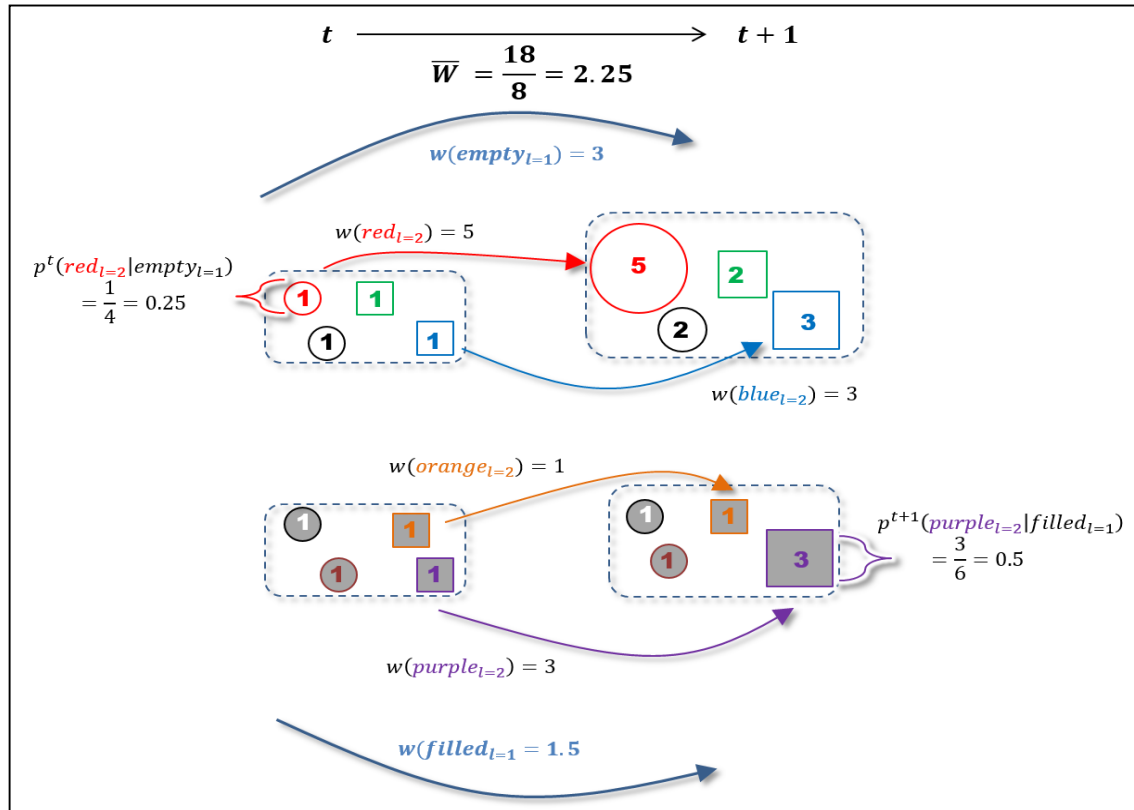 t t + 1
W̅ = 18/8 = 2.25
w(empty_{l=1}) = 3
w(red_{l=2}) = 5
p^t(red_{l=2}|empty_{l=1})
= 1/4 = 0.25
1 1
1 1
5 2
2 3
w(blue_{l=2}) = 3
w(orange_{l=2}) = 1
1 1
1 1
1 1
1 3
p^{t+1}(purple_{l=2}|filled_{l=1})
= 3/6 = 0.5
w(purple_{l=2}) = 3
w(filled_{l=1} = 1.5